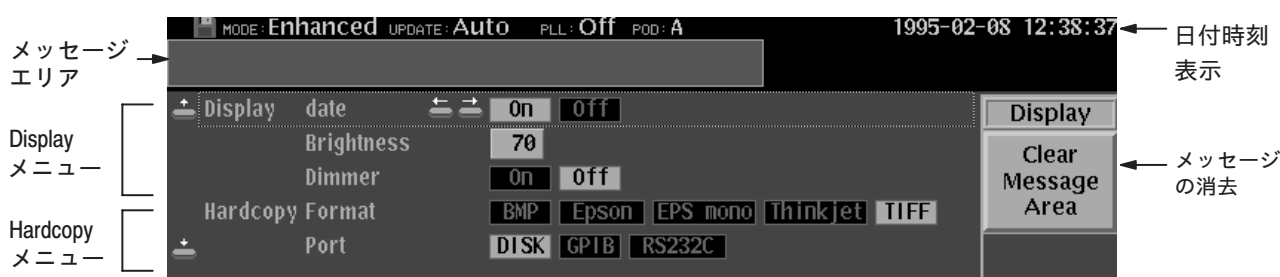 MODE:Enhanced UPDATE:Auto PLL:Off POD:A 1995-02-08 12:38:37
日付時刻
表示
メッセージ
エリア
Display
メニュー
Hardcopy
メニュー
Display date On Off
Brightness 70
Dimmer On Off
Hardcopy Format BMP Epson EPS mono Thinkjet TIFF
Port DISK GPIB RS232C
Display
Clear
Message
Area
メッセージ
の消去